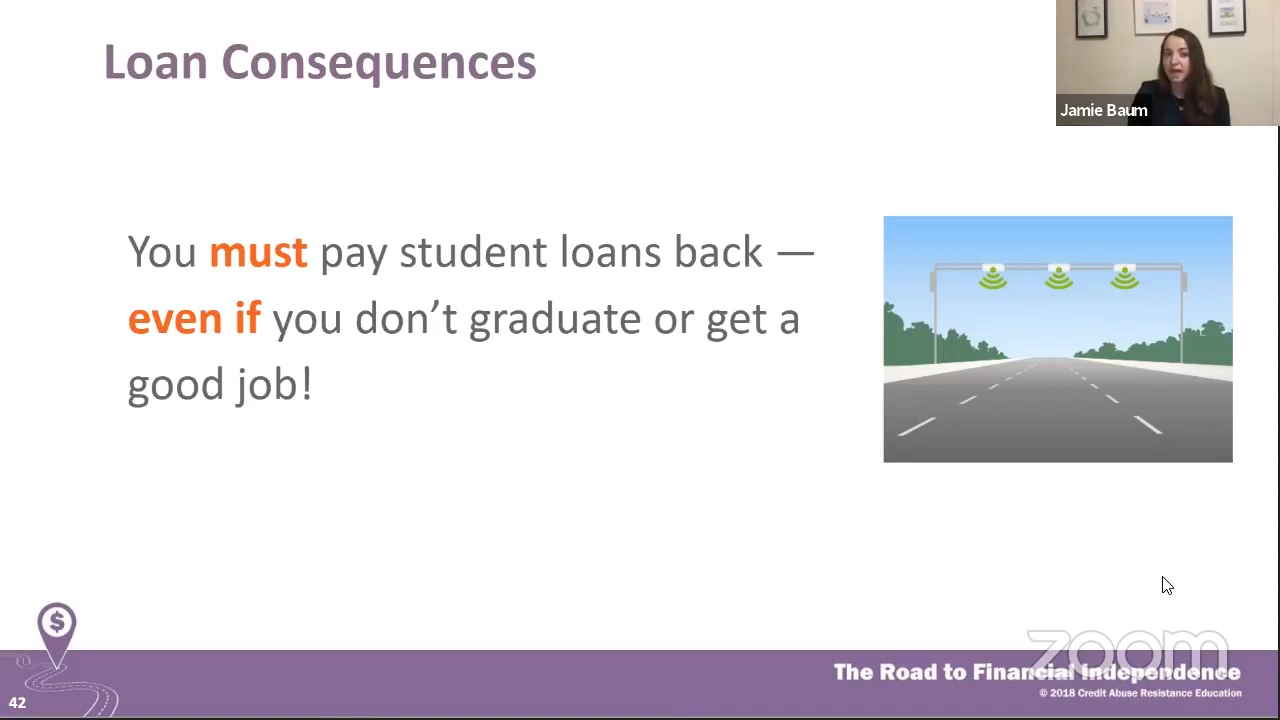 Loan Consequences
Jamie Baum
You must pay student loans back —
even if you don’t graduate or get a
good job!
$
zoom
The Road to Financial Independence
© 2018 Credit Abuse Resistance Education
42